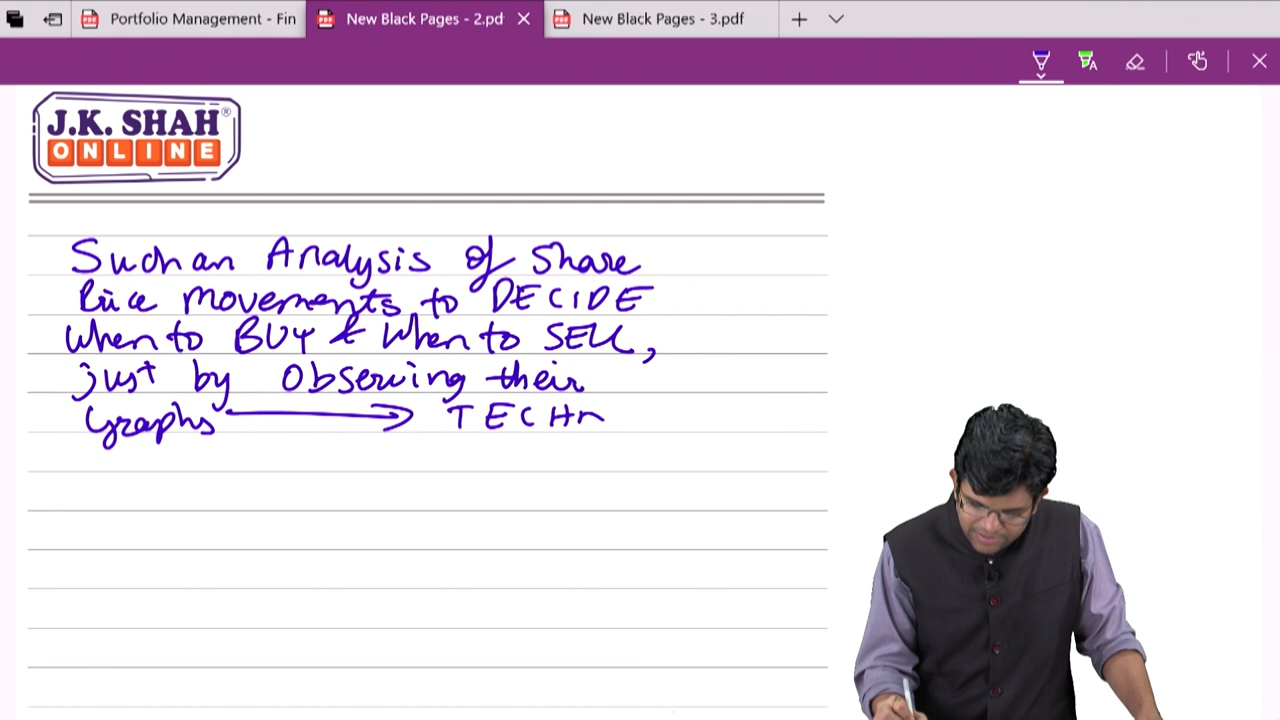 Portfolio Management - Fin
New Black Pages - 2.pd
New Black Pages - 3.pdf
J.K. SHAH®
ONLINE
Such an Analysis of Share
Price Movements to DECIDE
When to BUY & When to SELL,
just by Observing their
Graphs → TECHn